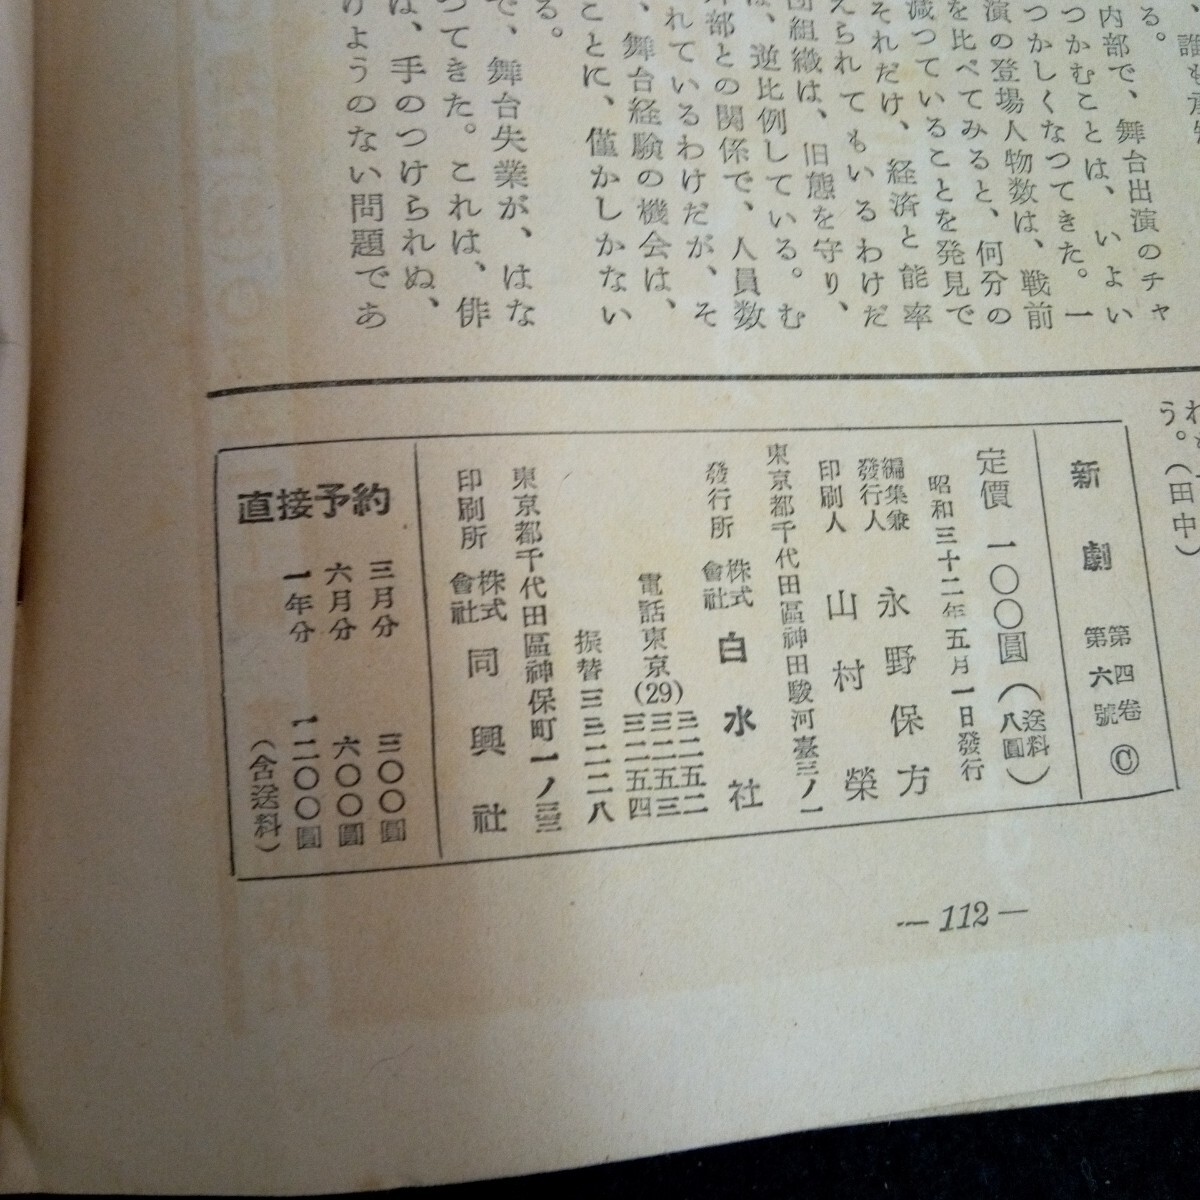 、誰も承知
る。
内部で、舞台出演のチャ
つかむことは、いよい
つかしくなつてきた。一
演の登場人物数は、戦前
を比べてみると、何分の
減つていることを発見で
それだけ、経済と能率
えられてもいるわけだ
団組織は、旧態を守り、
、逆比例している。む
部との関係で、人員数
れているわけだが、そ
、舞台経験の機会は、
ことに、僅かしかない
る。
で、舞台失業が、はな
つてきた。これは、俳
は、手のつけられぬ、
けようのない問題であ
う。(田中)
新劇 第四卷 第六號 Ⓒ
定價 一〇〇圓(送料八圓)
昭和三十二年五月一日發行
編集兼發行人 永野保方
印刷人 山村榮
東京都千代田區神田駿河臺三ノ一
發行所 株式會社 白水社
電話東京(29) 三二五二
三二五三
三二五四
振替三三二二八
東京都千代田區神保町一ノ三三
印刷所 株式會社 同興社
直接予約
三月分 三〇〇圓
六月分 六〇〇圓
一年分 一二〇〇圓
(含送料)
— 112 —